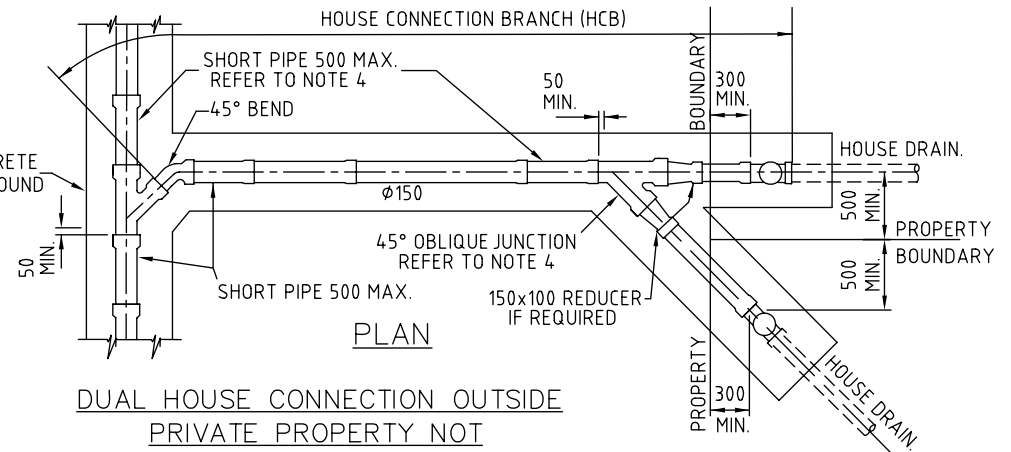 HOUSE CONNECTION BRANCH (HCB)
SHORT PIPE 500 MAX.
REFER TO NOTE 4
45° BEND
50
MIN.
BOUNDARY
300
MIN.
RETE
OUND
HOUSE DRAIN.
ø150
500
MIN.
PROPERTY
BOUNDARY
50
MIN.
45° OBLIQUE JUNCTION
REFER TO NOTE 4
500
MIN.
SHORT PIPE 500 MAX.
150x100 REDUCER
IF REQUIRED
PLAN
PROPERTY
300
MIN.
HOUSE DRAIN.
DUAL HOUSE CONNECTION OUTSIDE
PRIVATE PROPERTY NOT